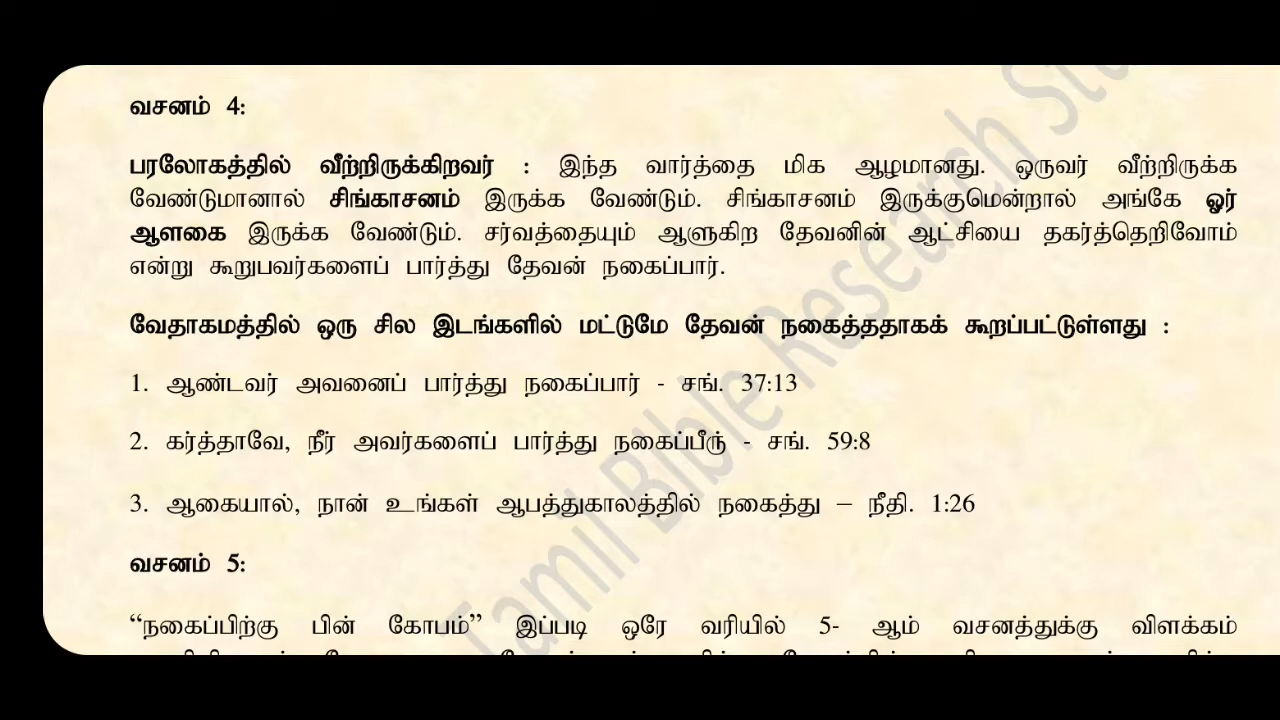 வசனம் 4:
பரலோகத்தில் வீற்றிருக்கிறவர் : இந்த வார்த்தை மிக ஆழமானது. ஒருவர் வீற்றிருக்க
வேண்டுமானால் சிங்காசனம் இருக்க வேண்டும். சிங்காசனம் இருக்குமென்றால் அங்கே ஓர்
ஆளகை இருக்க வேண்டும். சர்வத்தையும் ஆளுகிற தேவனின் ஆட்சியை தகர்த்தெறிவோம்
என்று கூறுபவர்களைப் பார்த்து தேவன் நகைப்பார்.
வேதாகமத்தில் ஒரு சில இடங்களில் மட்டுமே தேவன் நகைத்ததாகக் கூறப்பட்டுள்ளது :
1. ஆண்டவர் அவனைப் பார்த்து நகைப்பார் - சங். 37:13
2. கர்த்தாவே, நீர் அவர்களைப் பார்த்து நகைப்பீர் - சங். 59:8
3. ஆகையால், நான் உங்கள் ஆபத்துகாலத்தில் நகைத்து – நீதி. 1:26
வசனம் 5:
“நகைப்பிற்கு பின் கோபம்” இப்படி ஒரே வரியில் 5- ஆம் வசனத்துக்கு விளக்கம்
Tamil Bible Research